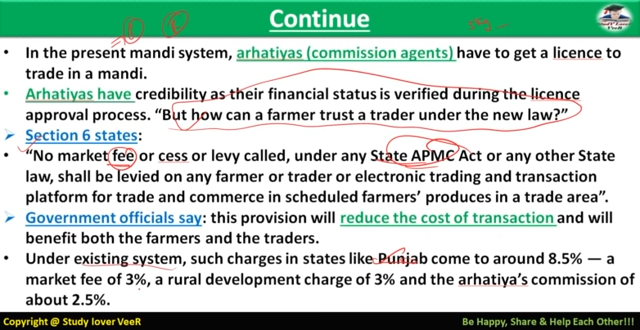 Continue
Study lover
VeeR
• In the present mandi system, arhatiyas (commission agents) have to get a licence to
trade in a mandi.
• Arhatiyas have credibility as their financial status is verified during the licence
approval process. “But how can a farmer trust a trader under the new law?”
➢ Section 6 states:
• “No market fee or cess or levy called, under any State APMC Act or any other State
law, shall be levied on any farmer or trader or electronic trading and transaction
platform for trade and commerce in scheduled farmers’ produces in a trade area”.
➢ Government officials say: this provision will reduce the cost of transaction and will
benefit both the farmers and the traders.
• Under existing system, such charges in states like Punjab come to around 8.5% — a
market fee of 3%, a rural development charge of 3% and the arhatiya’s commission of
about 2.5%.
Copyright @ Study lover VeeR
Be Happy, Share & Help Each Other!!!